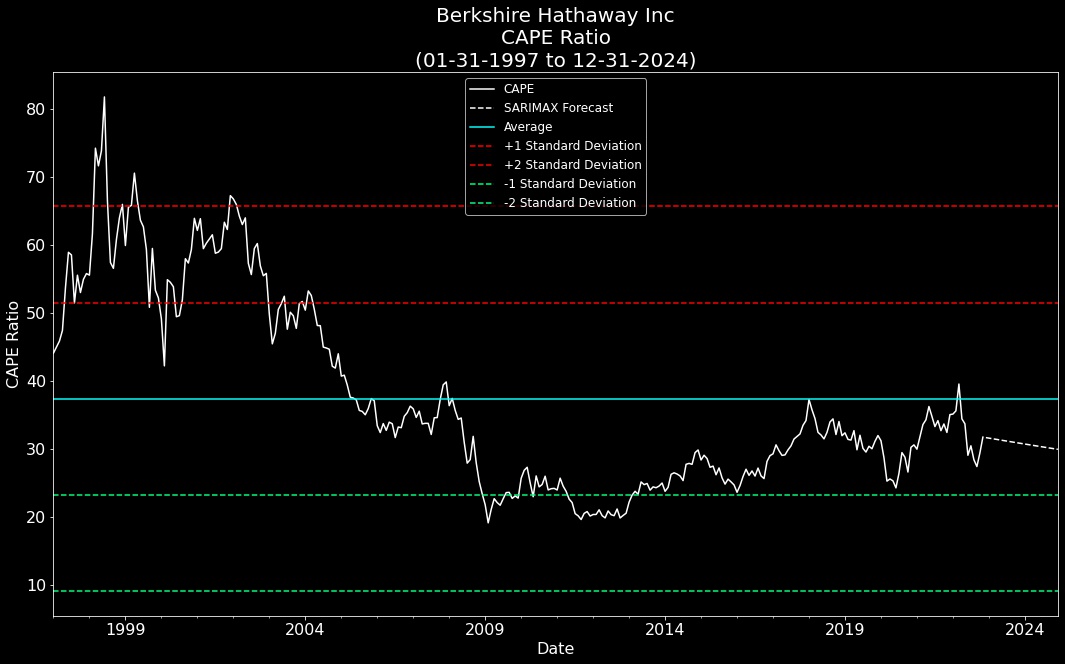 Berkshire Hathaway Inc
CAPE Ratio
(01-31-1997 to 12-31-2024)
CAPE
SARIMAX Forecast
Average
+1 Standard Deviation
+2 Standard Deviation
-1 Standard Deviation
-2 Standard Deviation
CAPE Ratio
80
70
60
50
40
30
20
10
1999
2004
2009
2014
2019
2024
Date